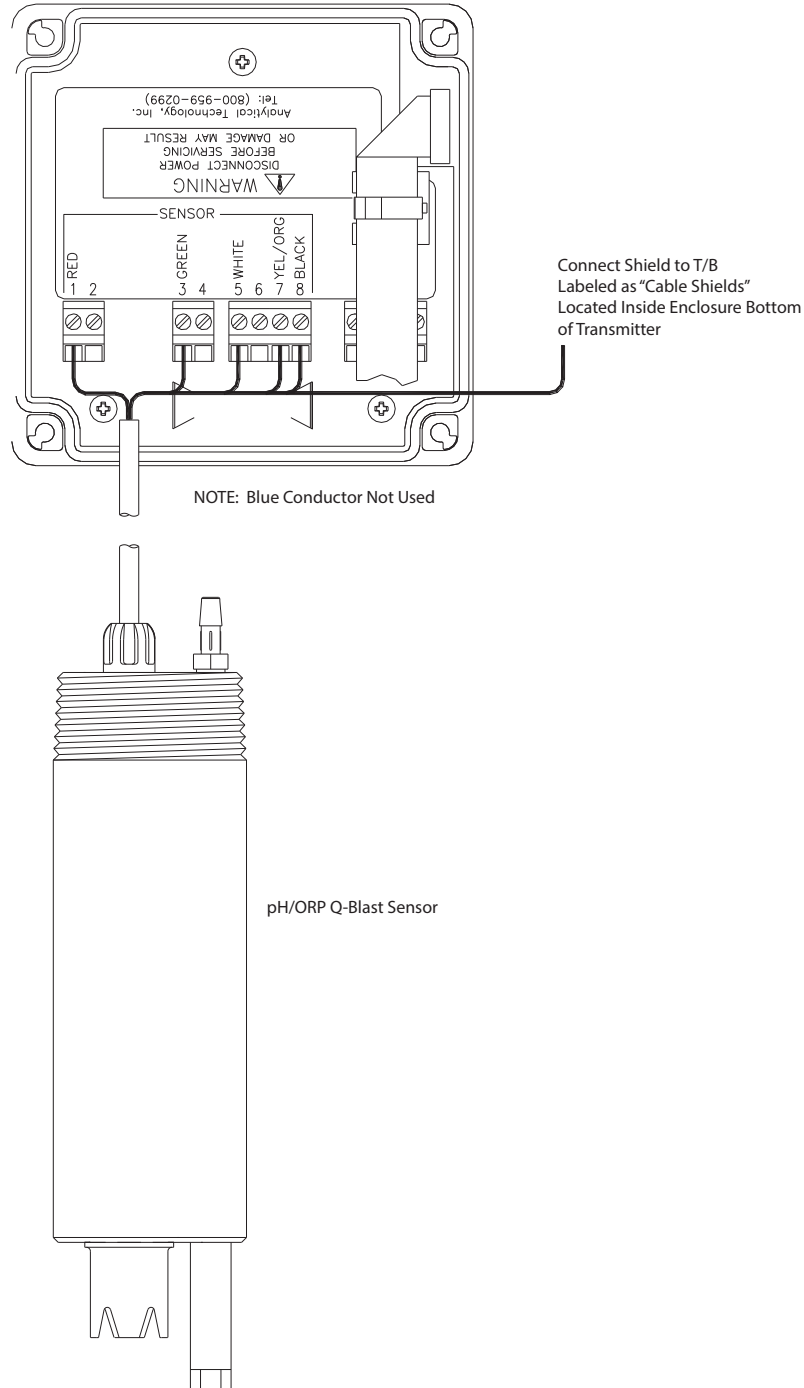 Tel: (800-959-0299)
Analytical Technology, Inc.
WARNING
DISCONNECT POWER
BEFORE SERVICING
OR DAMAGE MAY RESULT
SENSOR
RED
GREEN
WHITE
YEL/ORG
BLACK
1 2 3 4 5 6 7 8
Connect Shield to T/B
Labeled as “Cable Shields”
Located Inside Enclosure Bottom
of Transmitter
NOTE: Blue Conductor Not Used
pH/ORP Q-Blast Sensor